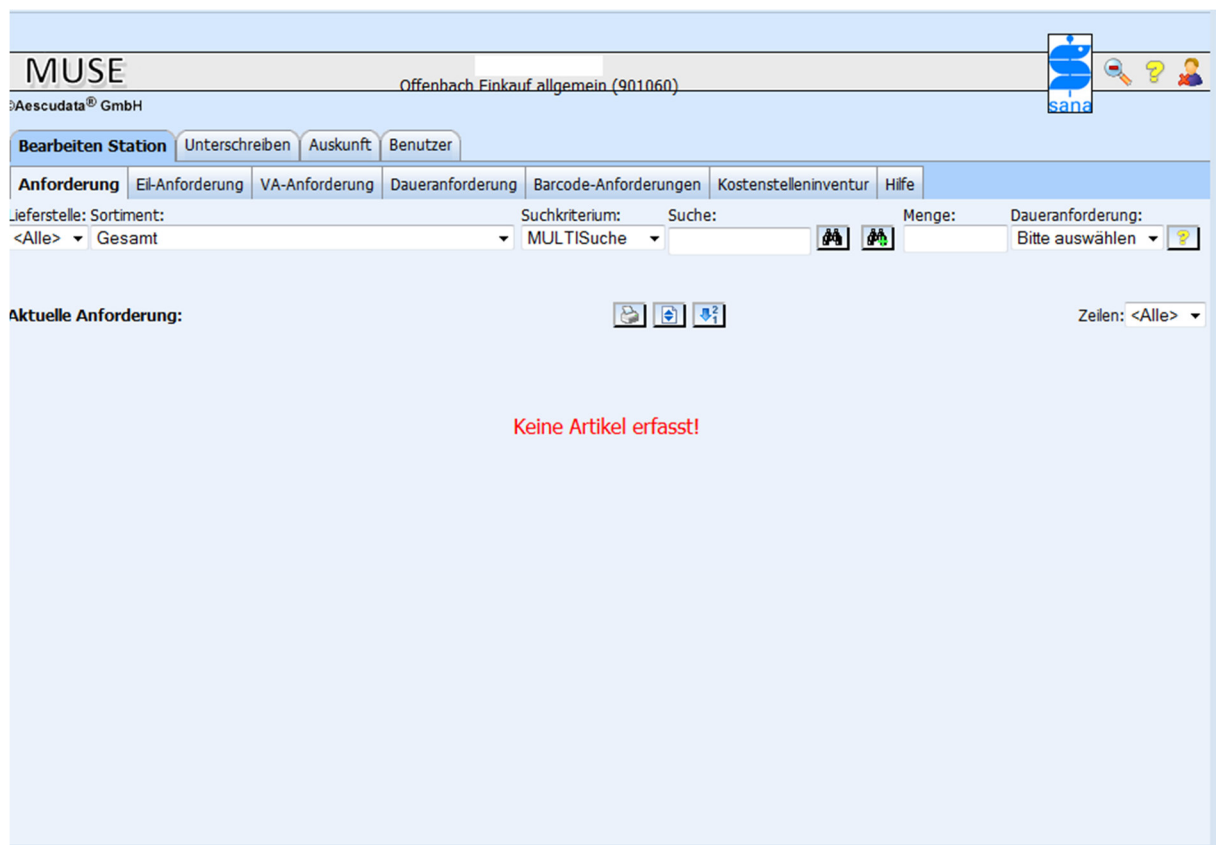 MUSE
Offenbach Einkauf allgemein (901060)
sana
©Aescudata® GmbH
Bearbeiten Station Unterschreiben Auskunft Benutzer
Anforderung Eil-Anforderung VA-Anforderung Daueranforderung Barcode-Anforderungen Kostenstelleninventur Hilfe
Lieferstelle: Sortiment: Suchkriterium: Suche: Menge: Daueranforderung:
<Alle> Gesamt MULTISuche Bitte auswählen
Aktuelle Anforderung: Zeilen: <Alle>
Keine Artikel erfasst!